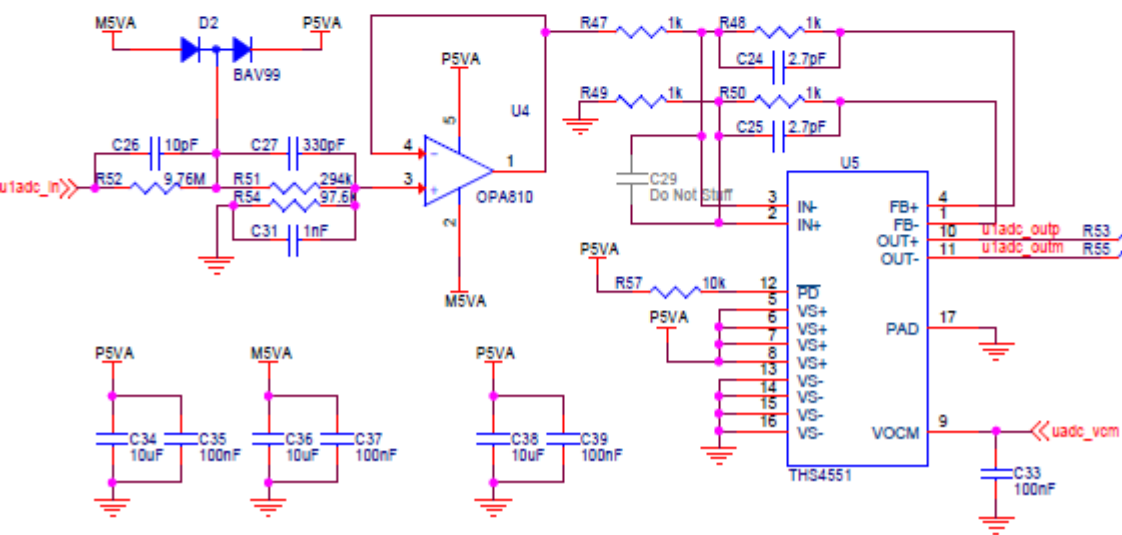 M5VA D2 P5VA
BAV99
R47 1k R48 1k
C24 2.7pF
P5VA
U4
R49 1k R50 1k
C25 2.7pF
5
C26 10pF C27 330pF
4
1
3
OPA810
u1adc_in R52 9.76M R51 294k
R54 97.6k
C31 1nF
2
M5VA
C29
Do Not Stuff
U5
3 IN- FB+ 4
2 IN+ FB- 1
OUT+ 10 u1adc_outp R53
OUT- 11 u1adc_outm R55
P5VA
R57 10k 12 PD
5 VS+
P5VA 6 VS+
7 VS+ PAD 17
8 VS+
13 VS-
14 VS-
15 VS-
16 VS- VOCM 9 uadc_vcm
THS4551
C33
100nF
P5VA M5VA P5VA
C34 C35 C36 C37 C38 C39
10uF 100nF 10uF 100nF 10uF 100nF